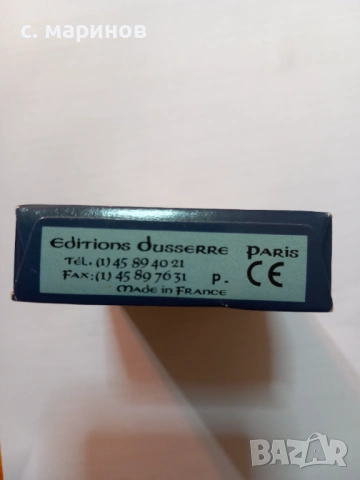 с. маринов
Editions Dusserre Paris
Tél. (1) 45 89 40 21
Fax: (1) 45 89 76 31 P. CE
Made in France
BAZAR